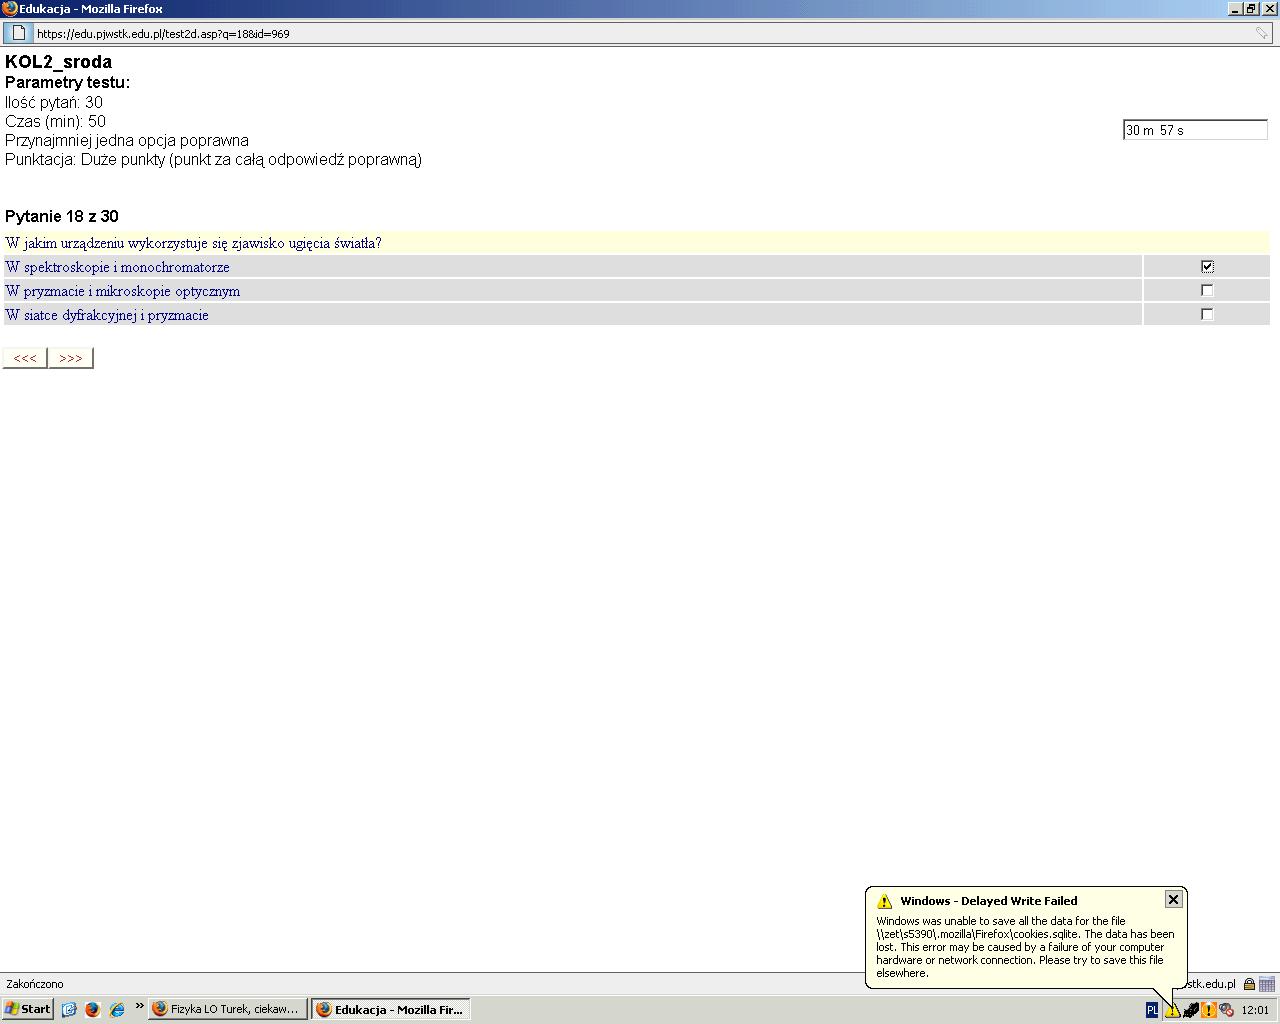 Edukacja - Mozilla Firefox
https://edu.pjwstk.edu.pl/test2d.asp?q=18&id=969
KOL2_sroda
Parametry testu:
Ilość pytań: 30
Czas (min): 50
30 m 57 s
Przynajmniej jedna opcja poprawna
Punktacja: Duże punkty (punkt za całą odpowiedź poprawną)
Pytanie 18 z 30
W jakim urządzeniu wykorzystuje się zjawisko ugięcia światła?
W spektroskopie i monochromatorze
W pryzmacie i mikroskopie optycznym
W siatce dyfrakcyjnej i pryzmacie
<<< >>>
Windows - Delayed Write Failed
Windows was unable to save all the data for the file
\\zet\s5390\.mozilla\Firefox\cookies.sqlite. The data has been
lost. This error may be caused by a failure of your computer
hardware or network connection. Please try to save this file
elsewhere.
Zakończono
wstk.edu.pl
Start
»
Fizyka LO Turek, ciekaw...
Edukacja - Mozilla Fir...
PL
12:01